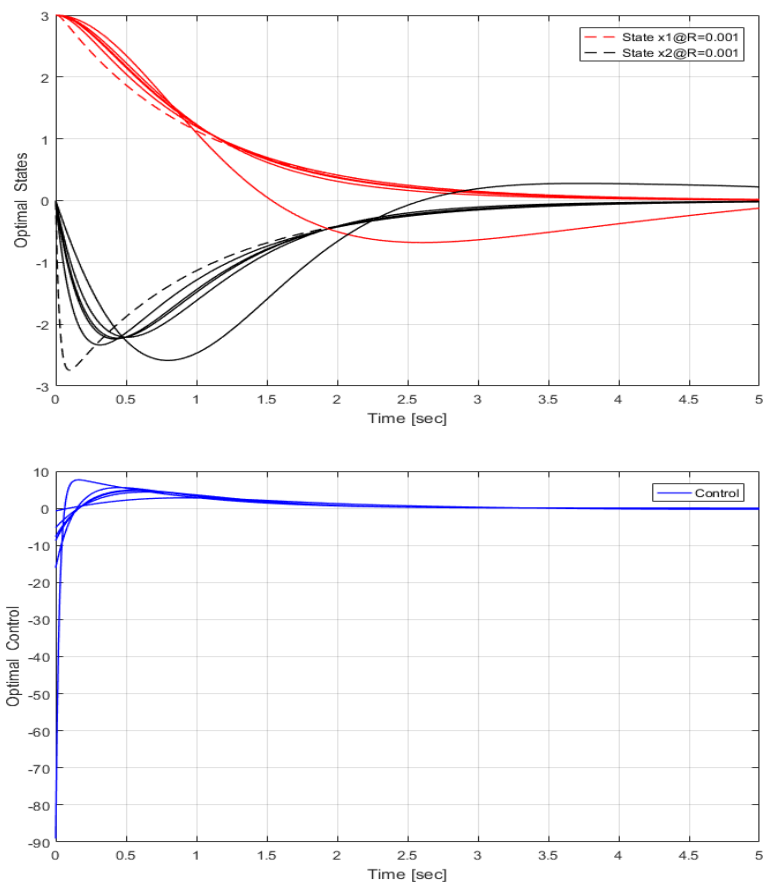 3
2
1
0
-1
-2
-3
Optimal States
State x1@R=0.001
State x2@R=0.001
0 0.5 1 1.5 2 2.5 3 3.5 4 4.5 5
Time [sec]
10
0
-10
-20
-30
-40
-50
-60
-70
-80
-90
Optimal Control
Control
0 0.5 1 1.5 2 2.5 3 3.5 4 4.5 5
Time [sec]